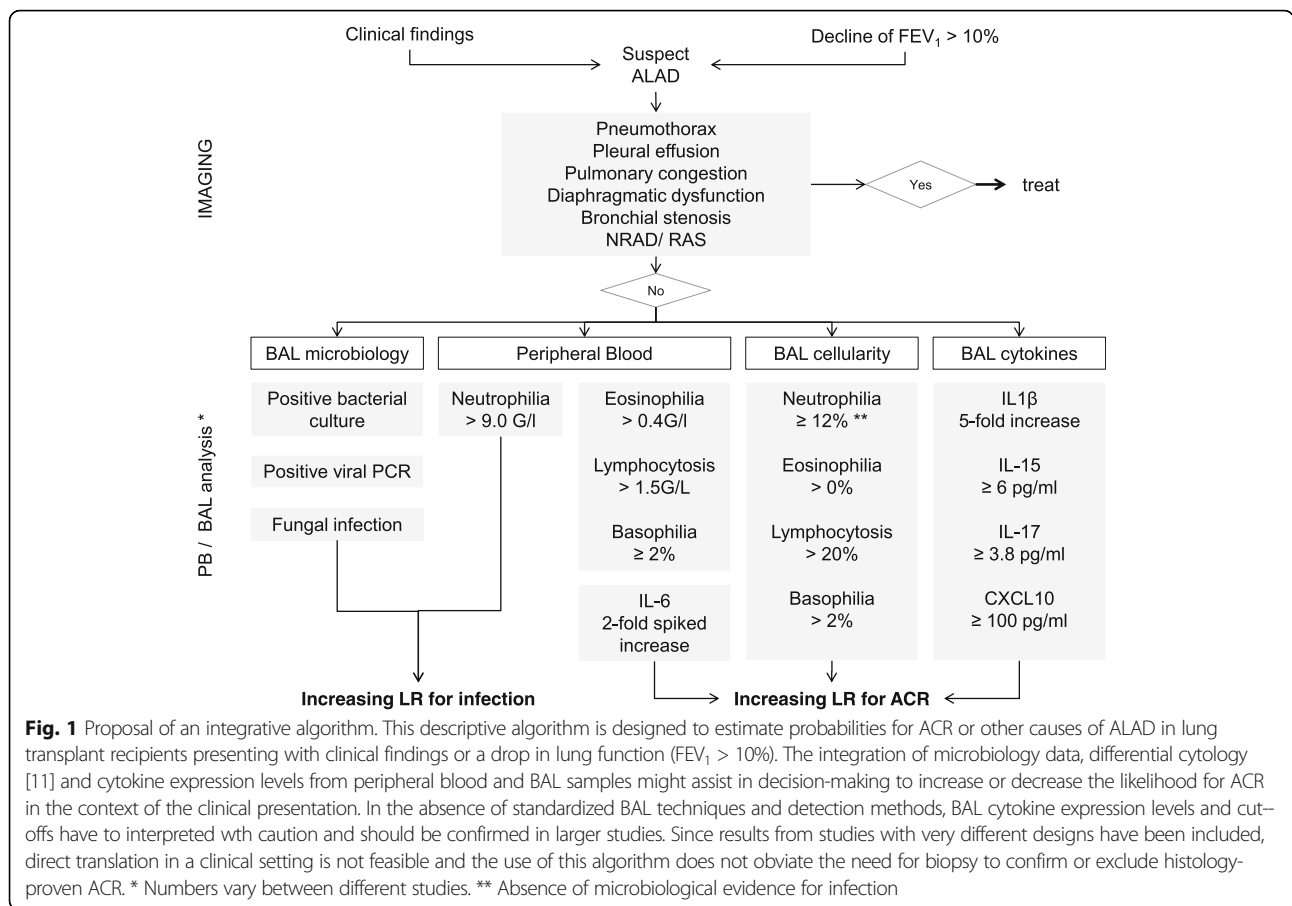 Clinical findings
Decline of FEV₁ > 10%
Suspect
ALAD
IMAGING
Pneumothorax
Pleural effusion
Pulmonary congestion
Diaphragmatic dysfunction
Bronchial stenosis
NRAD/ RAS
Yes
treat
No
PB / BAL analysis *
BAL microbiology
Peripheral Blood
BAL cellularity
BAL cytokines
Positive bacterial
culture
Positive viral PCR
Fungal infection
Neutrophilia
> 9.0 G/l
Eosinophilia
> 0.4G/l
Lymphocytosis
> 1.5G/L
Basophilia
≥ 2%
IL-6
2-fold spiked
increase
Neutrophilia
≥ 12% **
Eosinophilia
> 0%
Lymphocytosis
> 20%
Basophilia
> 2%
IL1β
5-fold increase
IL-15
≥ 6 pg/ml
IL-17
≥ 3.8 pg/ml
CXCL10
≥ 100 pg/ml
Increasing LR for infection
Increasing LR for ACR
Fig. 1 Proposal of an integrative algorithm. This descriptive algorithm is designed to estimate probabilities for ACR or other causes of ALAD in lung
transplant recipients presenting with clinical findings or a drop in lung function (FEV₁ > 10%). The integration of microbiology data, differential cytology
[11] and cytokine expression levels from peripheral blood and BAL samples might assist in decision-making to increase or decrease the likelihood for ACR
in the context of the clinical presentation. In the absence of standardized BAL techniques and detection methods, BAL cytokine expression levels and cut-‐
offs have to interpreted wth caution and should be confirmed in larger studies. Since results from studies with very different designs have been included,
direct translation in a clinical setting is not feasible and the use of this algorithm does not obviate the need for biopsy to confirm or exclude histology-
proven ACR. * Numbers vary between different studies. ** Absence of microbiological evidence for infection